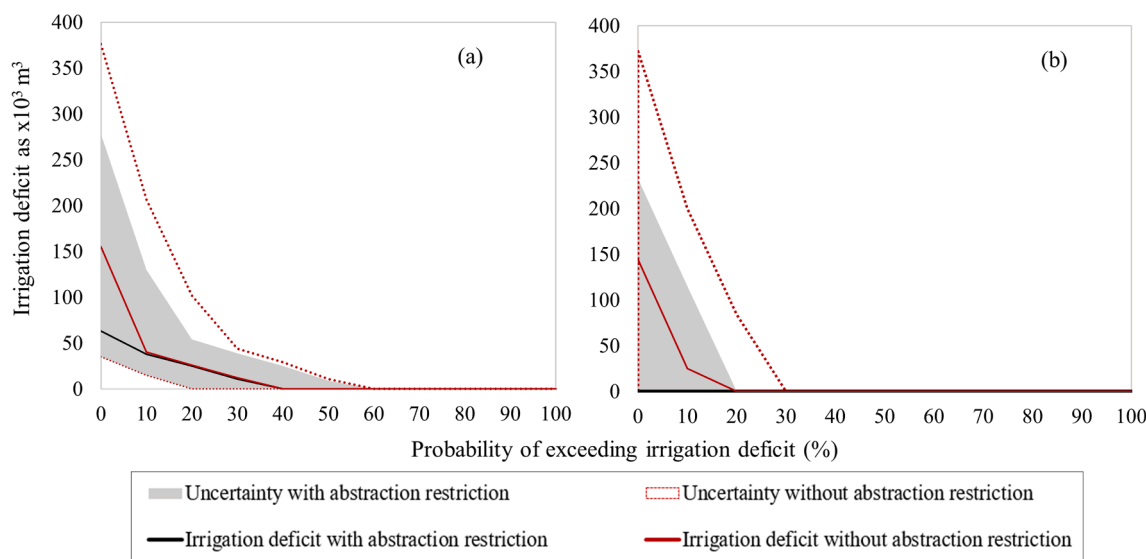 Irrigation deficit as x10³ m³
400
350
300
250
200
150
100
50
0
(a)
0 10 20 30 40 50 60 70 80 90 100
400
350
300
250
200
150
100
50
0
(b)
0 10 20 30 40 50 60 70 80 90 100
Probability of exceeding irrigation deficit (%)
Uncertainty with abstraction restriction
Uncertainty without abstraction restriction
Irrigation deficit with abstraction restriction
Irrigation deficit without abstraction restriction